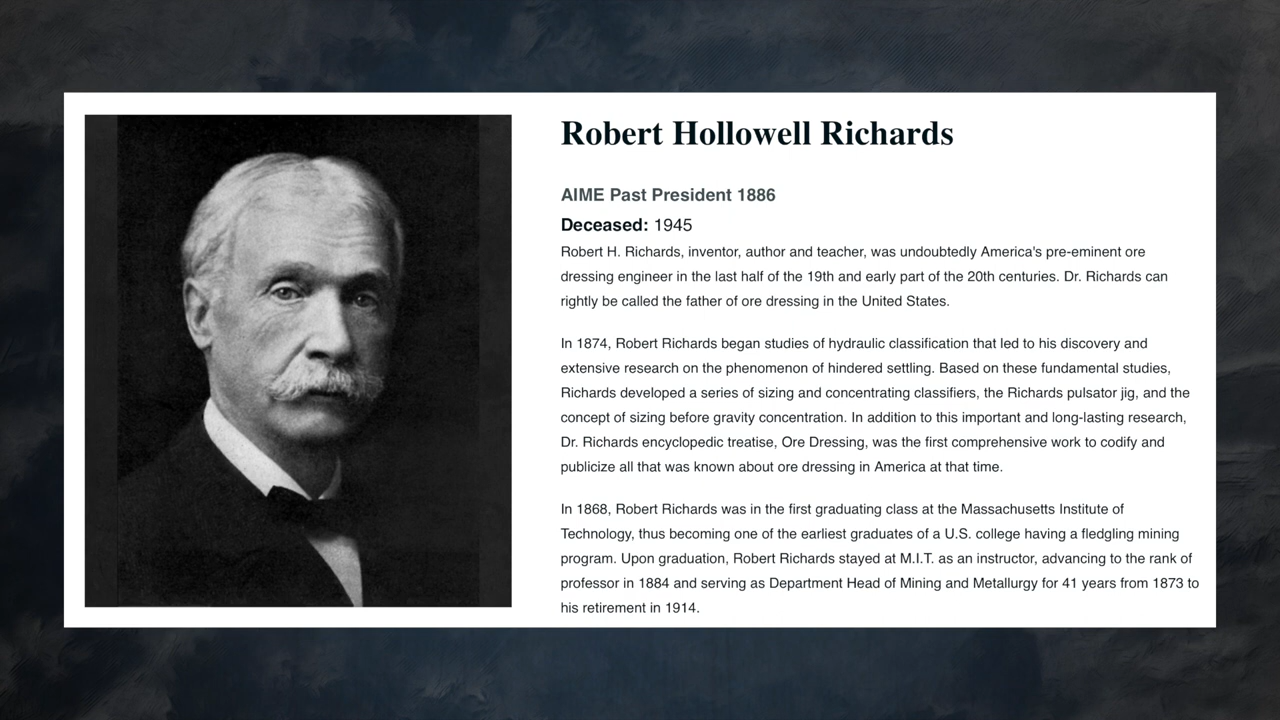 Robert Hollowell Richards
AIME Past President 1886
Deceased: 1945
Robert H. Richards, inventor, author and teacher, was undoubtedly America's pre-eminent ore
dressing engineer in the last half of the 19th and early part of the 20th centuries. Dr. Richards can
rightly be called the father of ore dressing in the United States.
In 1874, Robert Richards began studies of hydraulic classification that led to his discovery and
extensive research on the phenomenon of hindered settling. Based on these fundamental studies,
Richards developed a series of sizing and concentrating classifiers, the Richards pulsator jig, and the
concept of sizing before gravity concentration. In addition to this important and long-lasting research,
Dr. Richards encyclopedic treatise, Ore Dressing, was the first comprehensive work to codify and
publicize all that was known about ore dressing in America at that time.
In 1868, Robert Richards was in the first graduating class at the Massachusetts Institute of
Technology, thus becoming one of the earliest graduates of a U.S. college having a fledgling mining
program. Upon graduation, Robert Richards stayed at M.I.T. as an instructor, advancing to the rank of
professor in 1884 and serving as Department Head of Mining and Metallurgy for 41 years from 1873 to
his retirement in 1914.